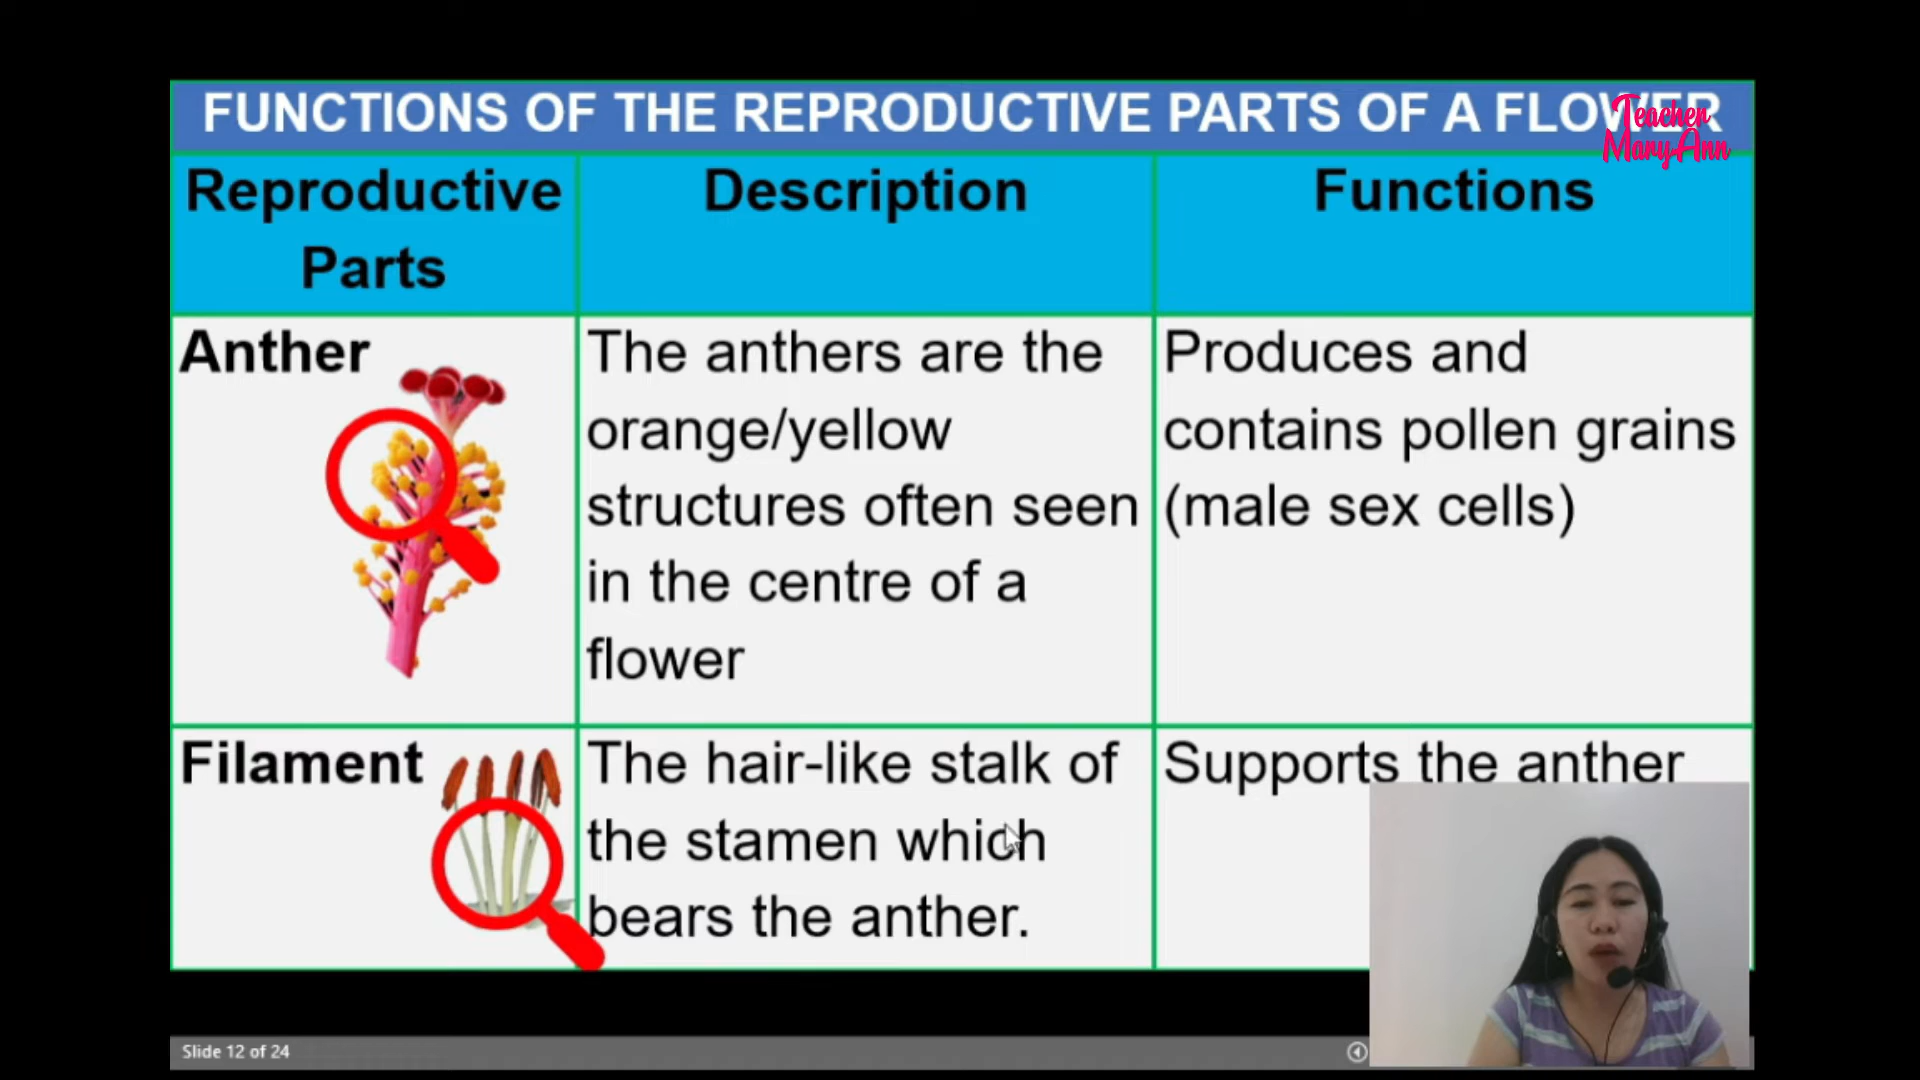 FUNCTIONS OF THE REPRODUCTIVE PARTS OF A FLOWER
Teacher
MaryAnn
Reproductive
Parts
Description
Functions
Anther
The anthers are the
orange/yellow
structures often seen
in the centre of a
flower
Produces and
contains pollen grains
(male sex cells)
Filament
The hair-like stalk of
the stamen which
bears the anther.
Supports the anther
Slide 12 of 24